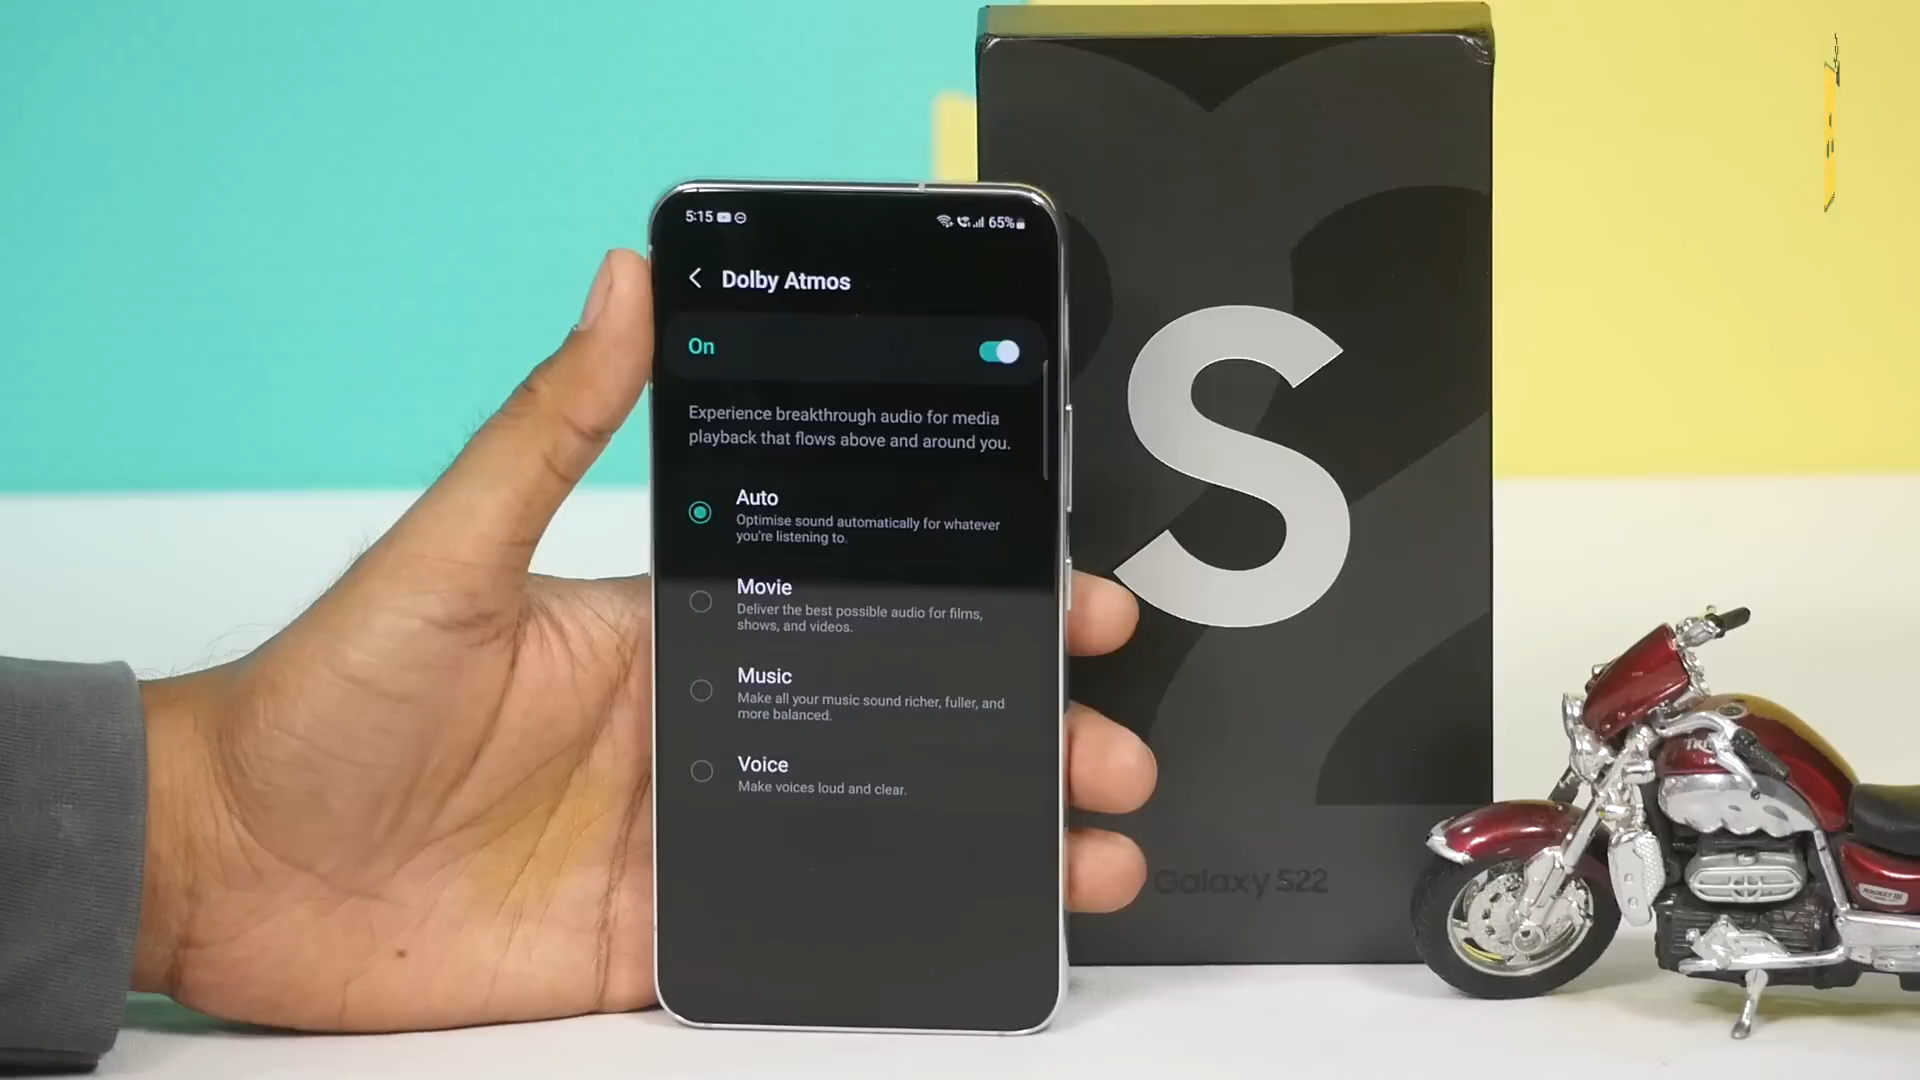 5:15
65%
Dolby Atmos
On
Experience breakthrough audio for media
playback that flows above and around you.
Auto
Optimise sound automatically for whatever
you're listening to.
Movie
Deliver the best possible audio for films,
shows, and videos.
Music
Make all your music sound richer, fuller, and
more balanced.
Voice
Make voices loud and clear.
S
Galaxy S22
ROCKET III